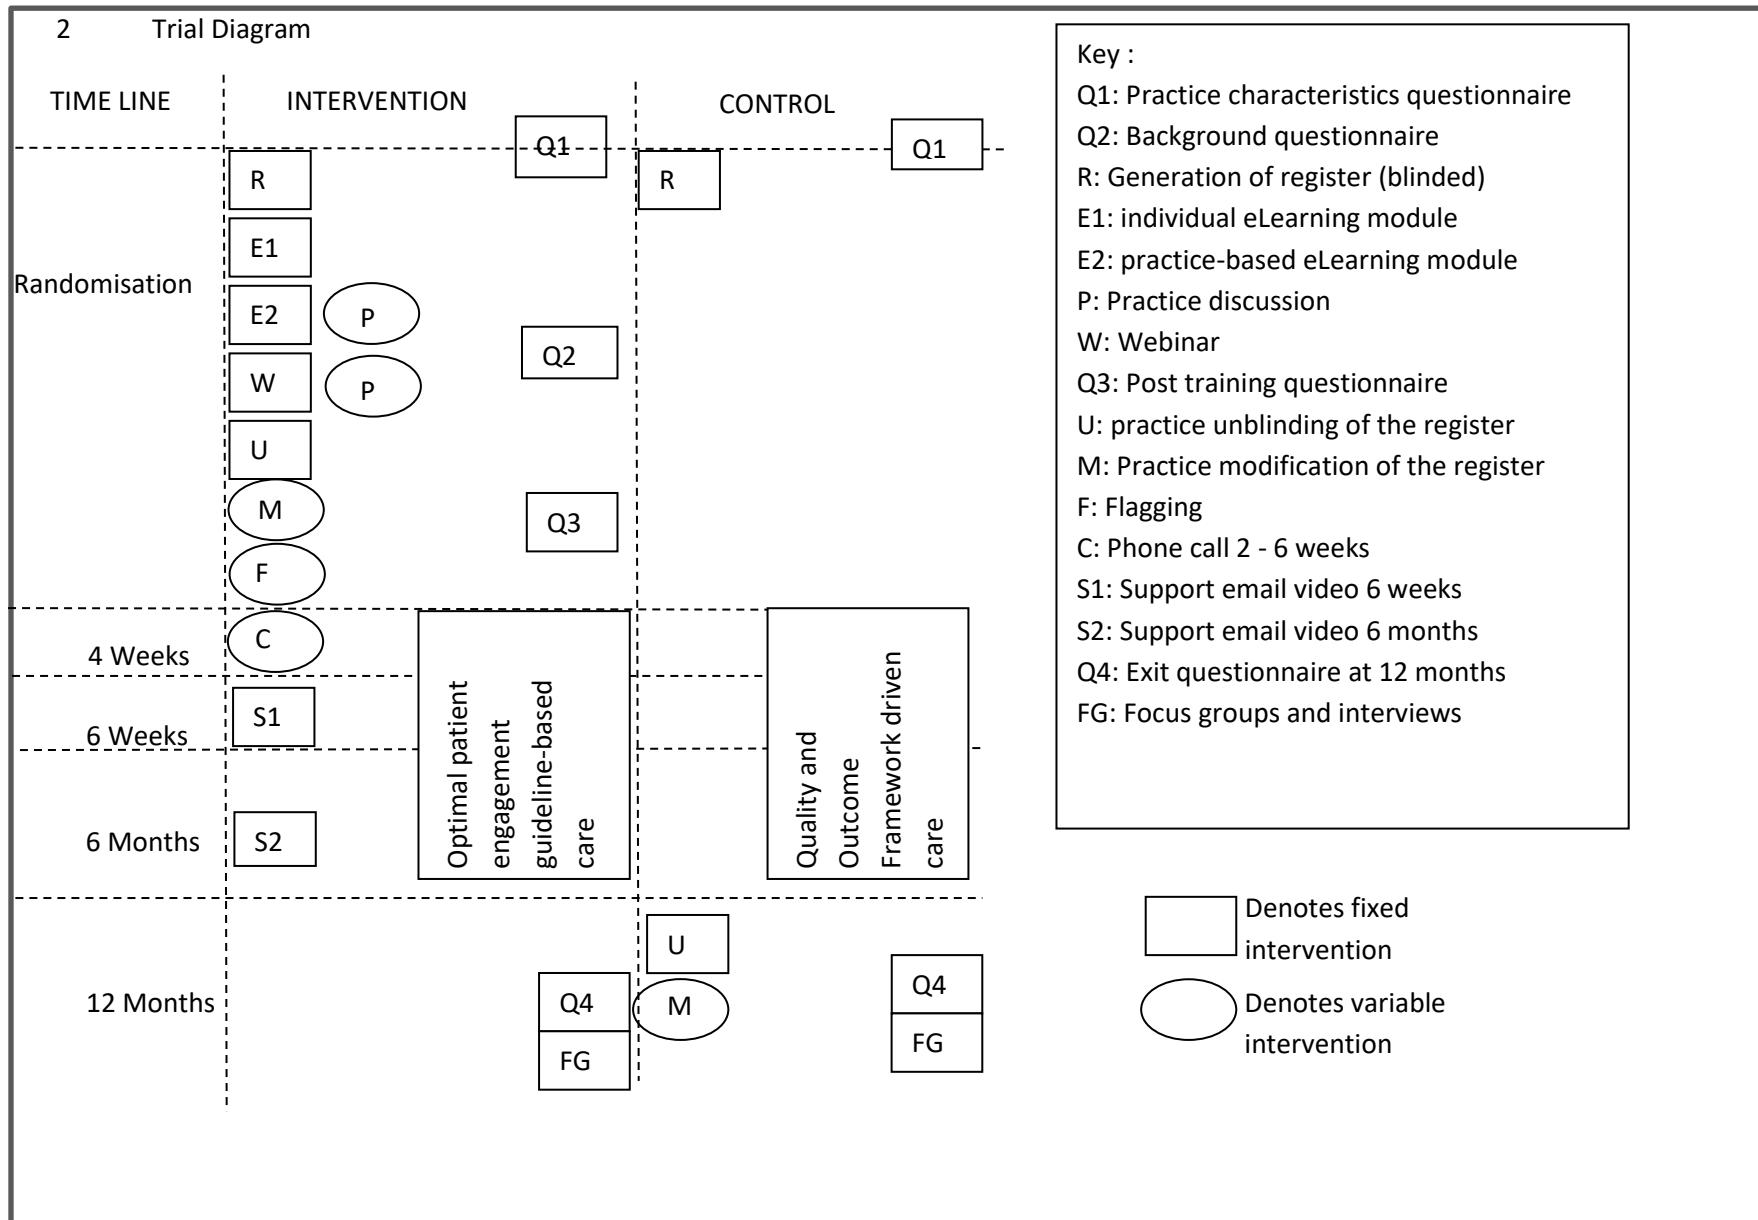 2 Trial Diagram
TIME LINE
INTERVENTION
CONTROL
Q1
Q1
R
R
E1
Randomisation
E2
P
Q2
W
P
U
M
Q3
F
C
4 Weeks
S1
6 Weeks
Optimal patient
engagement
guideline-based
care
Quality and
Outcome
Framework driven
care
6 Months
S2
U
12 Months
Q4
M
Q4
FG
FG
Key :
Q1: Practice characteristics questionnaire
Q2: Background questionnaire
R: Generation of register (blinded)
E1: individual eLearning module
E2: practice-based eLearning module
P: Practice discussion
W: Webinar
Q3: Post training questionnaire
U: practice unblinding of the register
M: Practice modification of the register
F: Flagging
C: Phone call 2 - 6 weeks
S1: Support email video 6 weeks
S2: Support email video 6 months
Q4: Exit questionnaire at 12 months
FG: Focus groups and interviews
Denotes fixed
intervention
Denotes variable
intervention